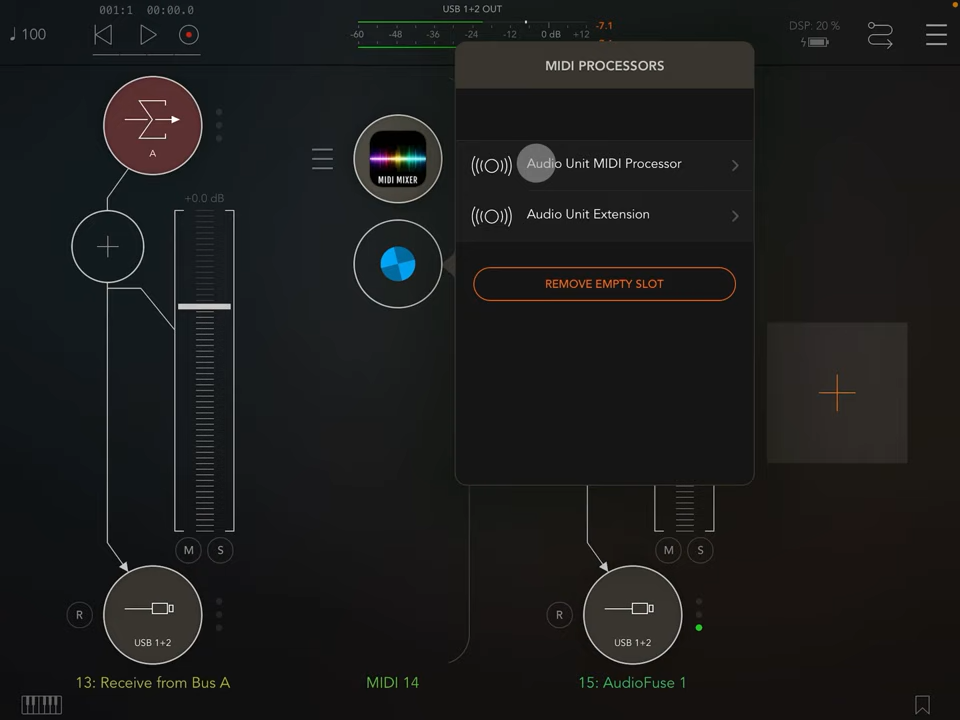 001:1 00:00.0
USB 1+2 OUT
100
-60 -48 -36 -24 -12 0 dB +12
-7.1
DSP: 20 %
MIDI PROCESSORS
A
MIDI MIXER
Audio Unit MIDI Processor
Audio Unit Extension
+0.0 dB
REMOVE EMPTY SLOT
M S
M S
R
USB 1+2
R
USB 1+2
13: Receive from Bus A
MIDI 14
15: AudioFuse 1